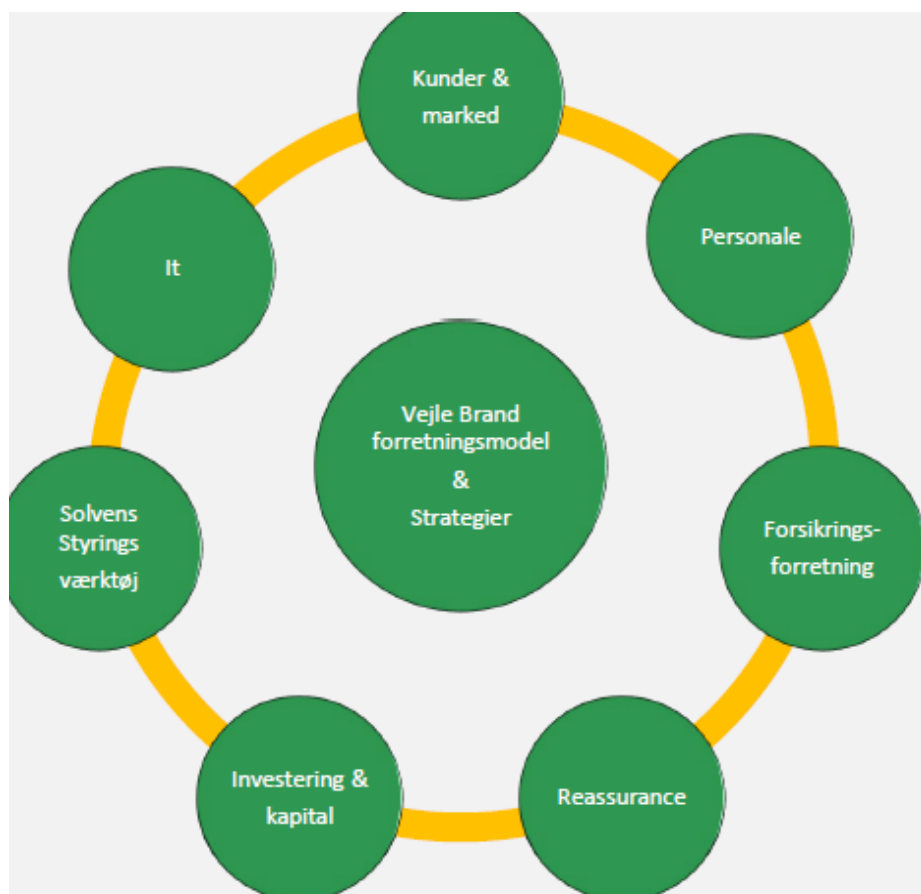 Kunder &
marked
Personale
It
Vejle Brand
forretningsmodel
&
Strategier
Solvens
Styrings
værktøj
Forsikrings-
forretning
Investering &
kapital
Reassurance